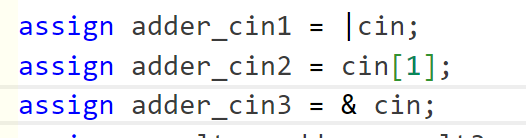 assign adder_cin1 = |cin;
assign adder_cin2 = cin[1];
assign adder_cin3 = & cin;